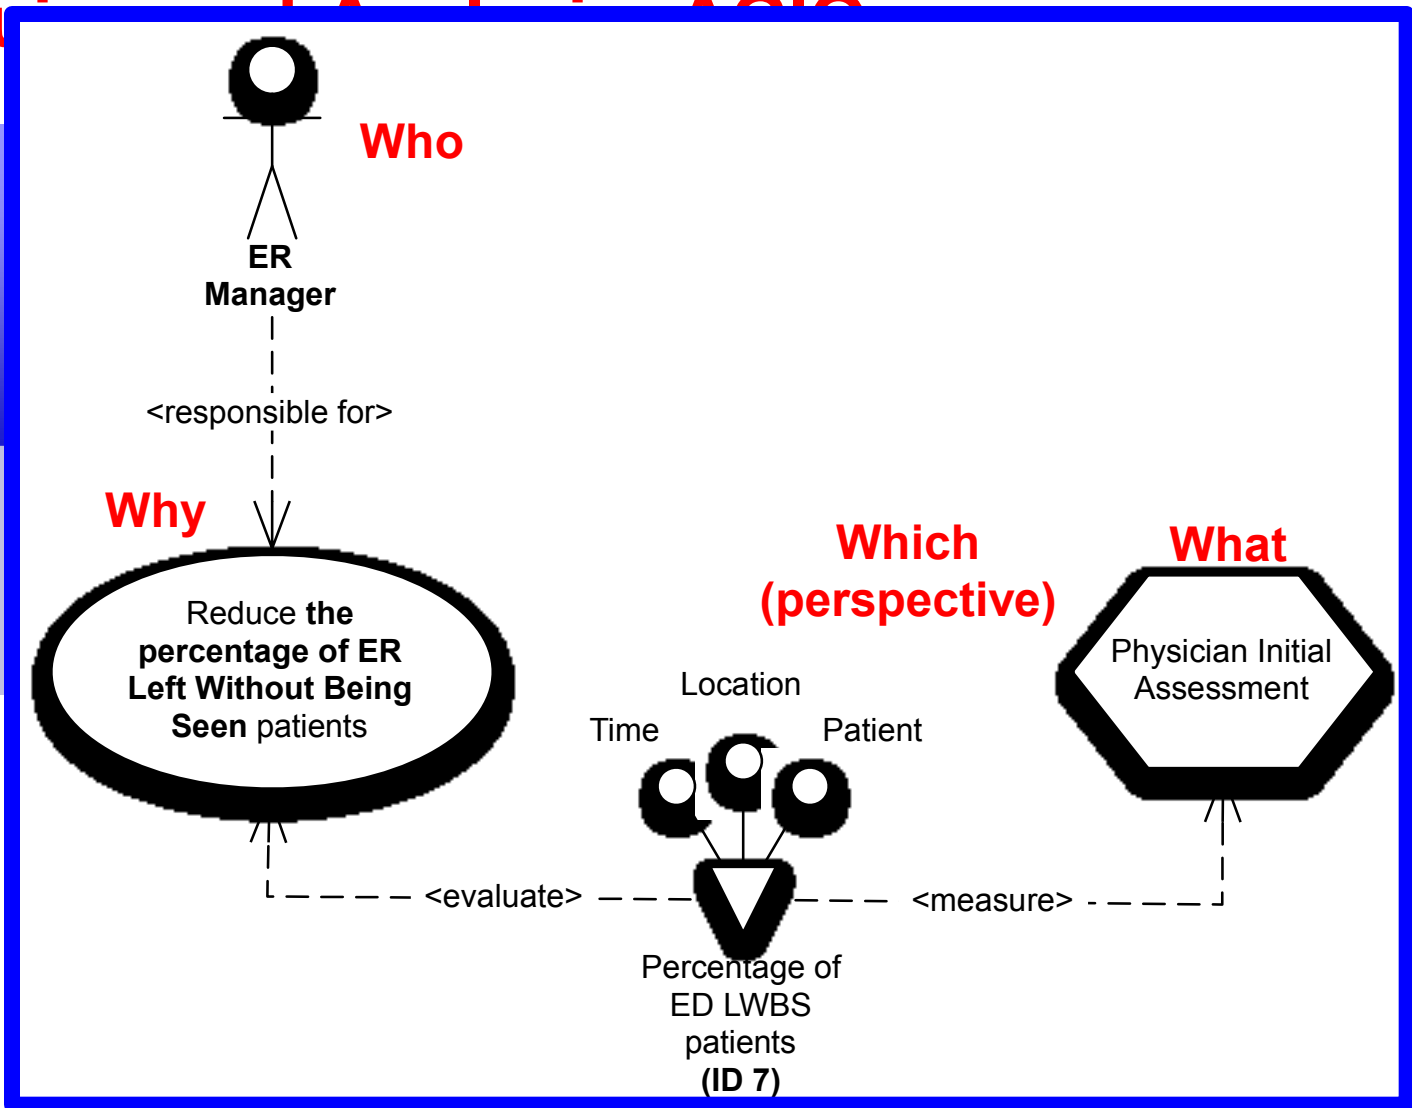 Who
ER
Manager
<responsible for>
Why
Reduce the
percentage of ER
Left Without Being
Seen patients
Which
(perspective)
What
Physician Initial
Assessment
Location
Time
Patient
<evaluate>
<measure>
Percentage of
ED LWBS
patients
(ID 7)